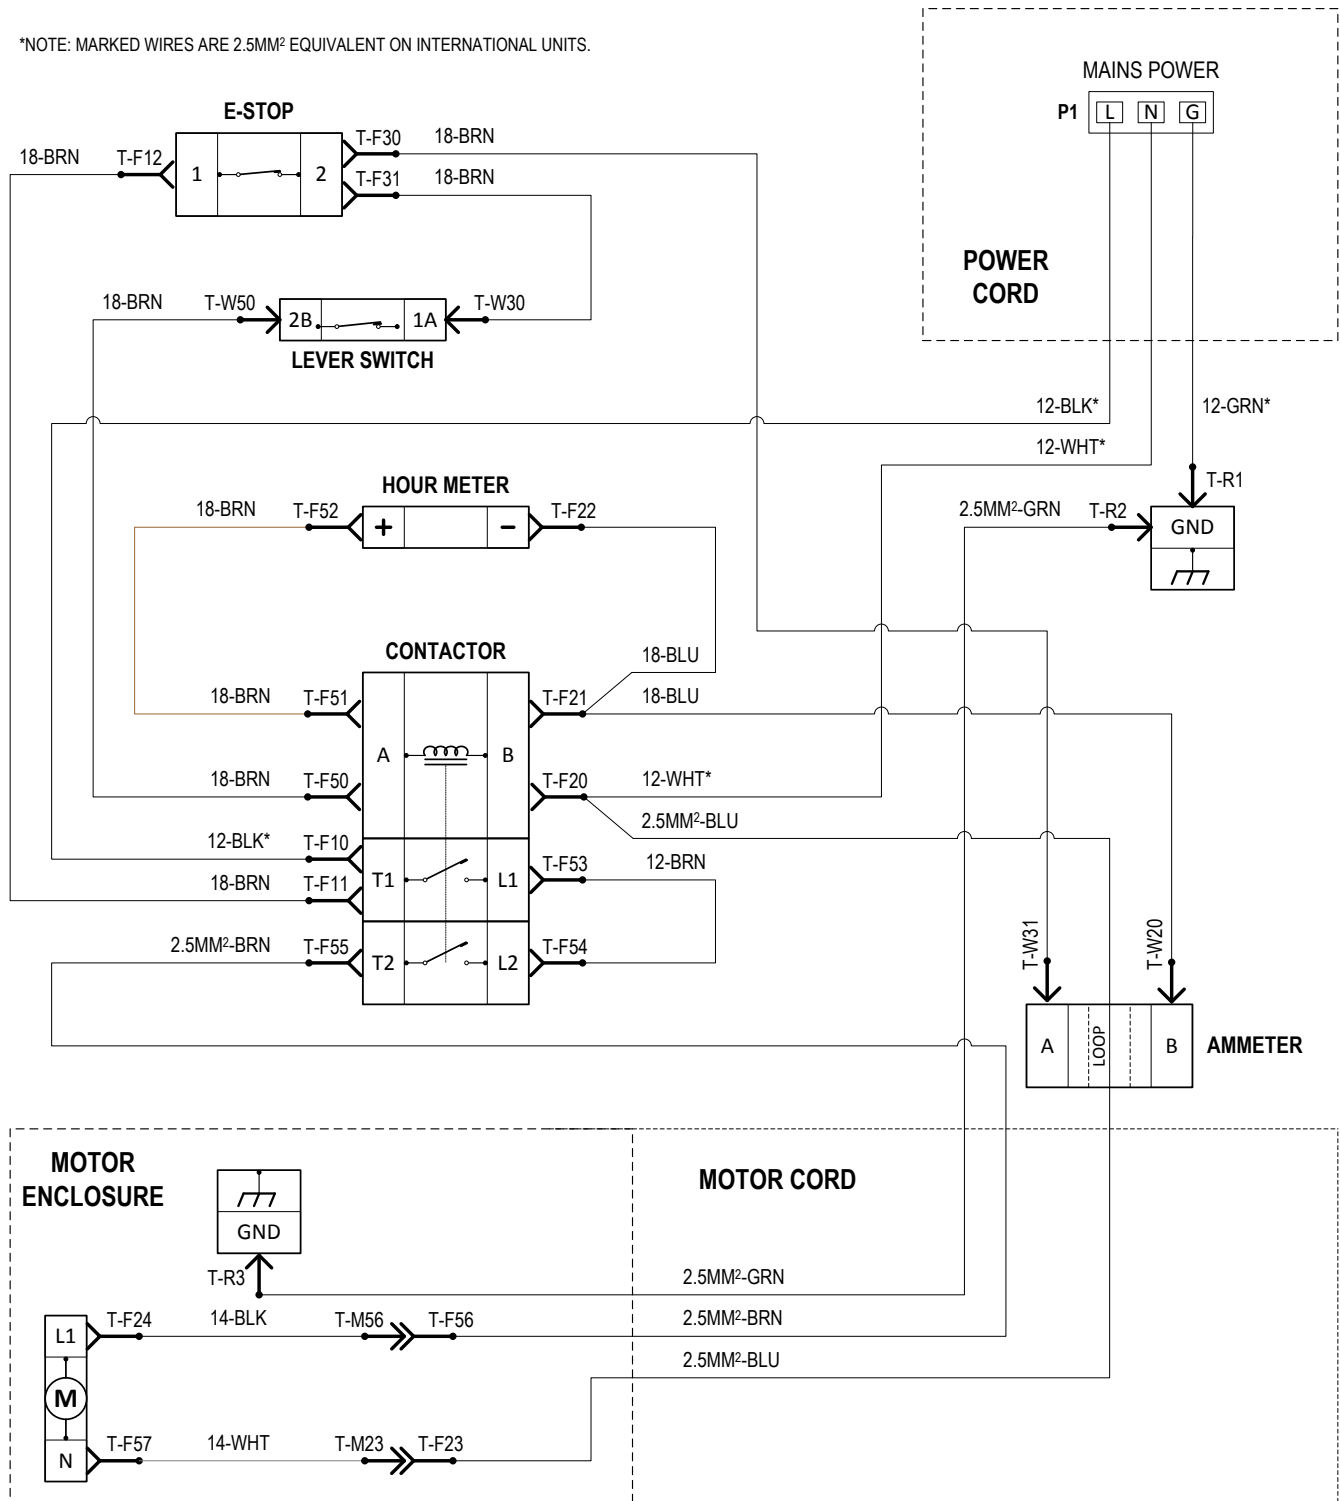 *NOTE: MARKED WIRES ARE 2.5MM² EQUIVALENT ON INTERNATIONAL UNITS.
MAINS POWER
P1 L N G
POWER
CORD
E-STOP
18-BRN T-F12 1 2 T-F30 18-BRN
T-F31 18-BRN
18-BRN T-W50 2B 1A T-W30
LEVER SWITCH
12-BLK* 12-GRN*
12-WHT*
HOUR METER
18-BRN T-F52 + - T-F22
2.5MM²-GRN T-R2 T-R1
GND
CONTACTOR
18-BLU
18-BRN T-F51 T-F21 18-BLU
A B
18-BRN T-F50 T-F20 12-WHT*
2.5MM²-BLU
12-BLK* T-F10
T1 L1 T-F53 12-BRN
18-BRN T-F11
2.5MM²-BRN T-F55 T2 L2 T-F54
T-W31 T-W20
A LOOP B AMMETER
MOTOR
ENCLOSURE
MOTOR CORD
GND
T-R3 2.5MM²-GRN
L1 T-F24 14-BLK T-M56 T-F56 2.5MM²-BRN
2.5MM²-BLU
M
N T-F57 14-WHT T-M23 T-F23